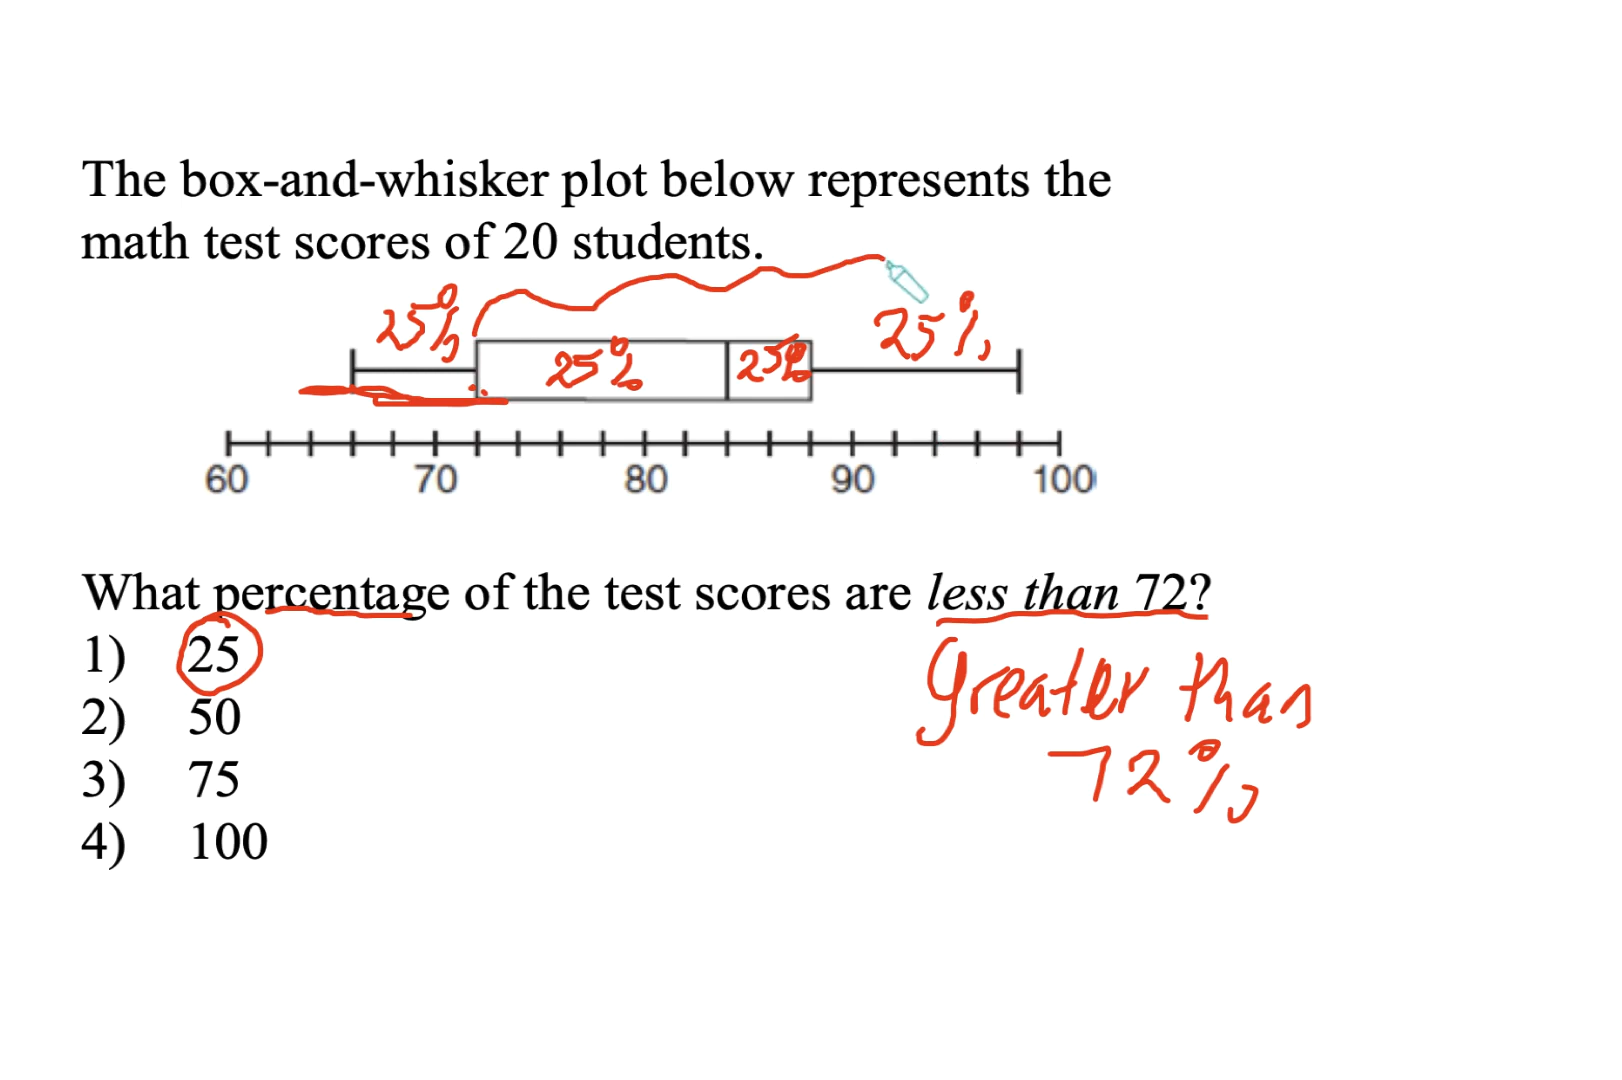 The box-and-whisker plot below represents the
math test scores of 20 students.
25%
25%
25%
25%
60 70 80 90 100
What percentage of the test scores are less than 72?
1) 25
2) 50
3) 75
4) 100
greater than
72%